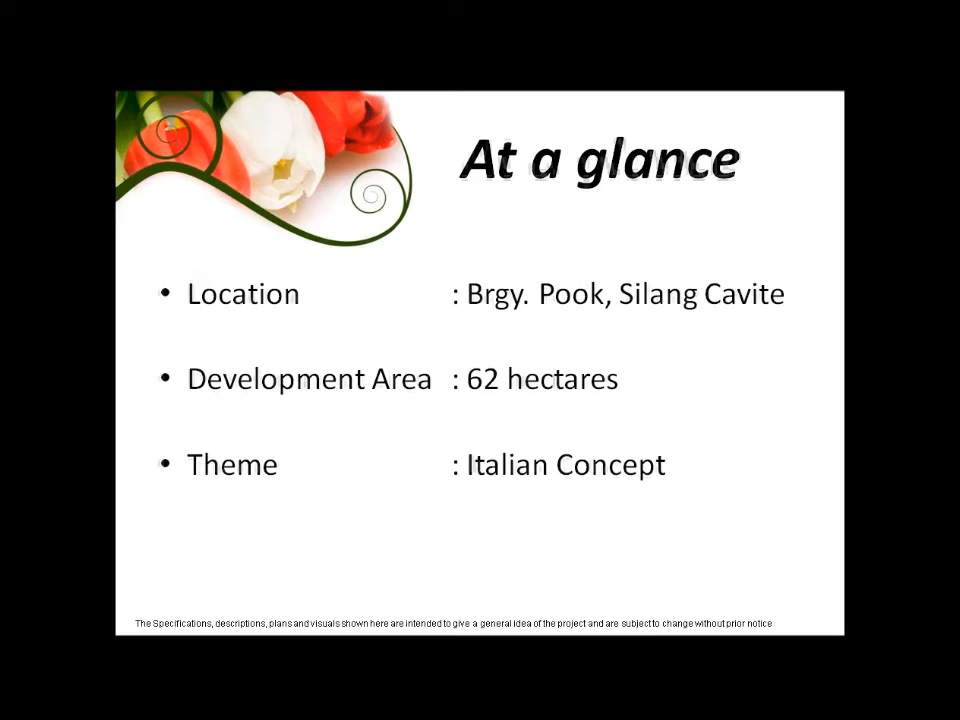 At a glance
• Location : Brgy. Pook, Silang Cavite
• Development Area : 62 hectares
• Theme : Italian Concept
The Specifications, descriptions, plans and visuals shown here are intended to give a general idea of the project and are subject to change without prior notice